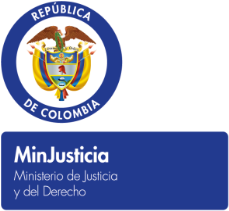 REPÚBLICA
DE COLOMBIA
MinJusticia
Ministerio de Justicia
y del Derecho